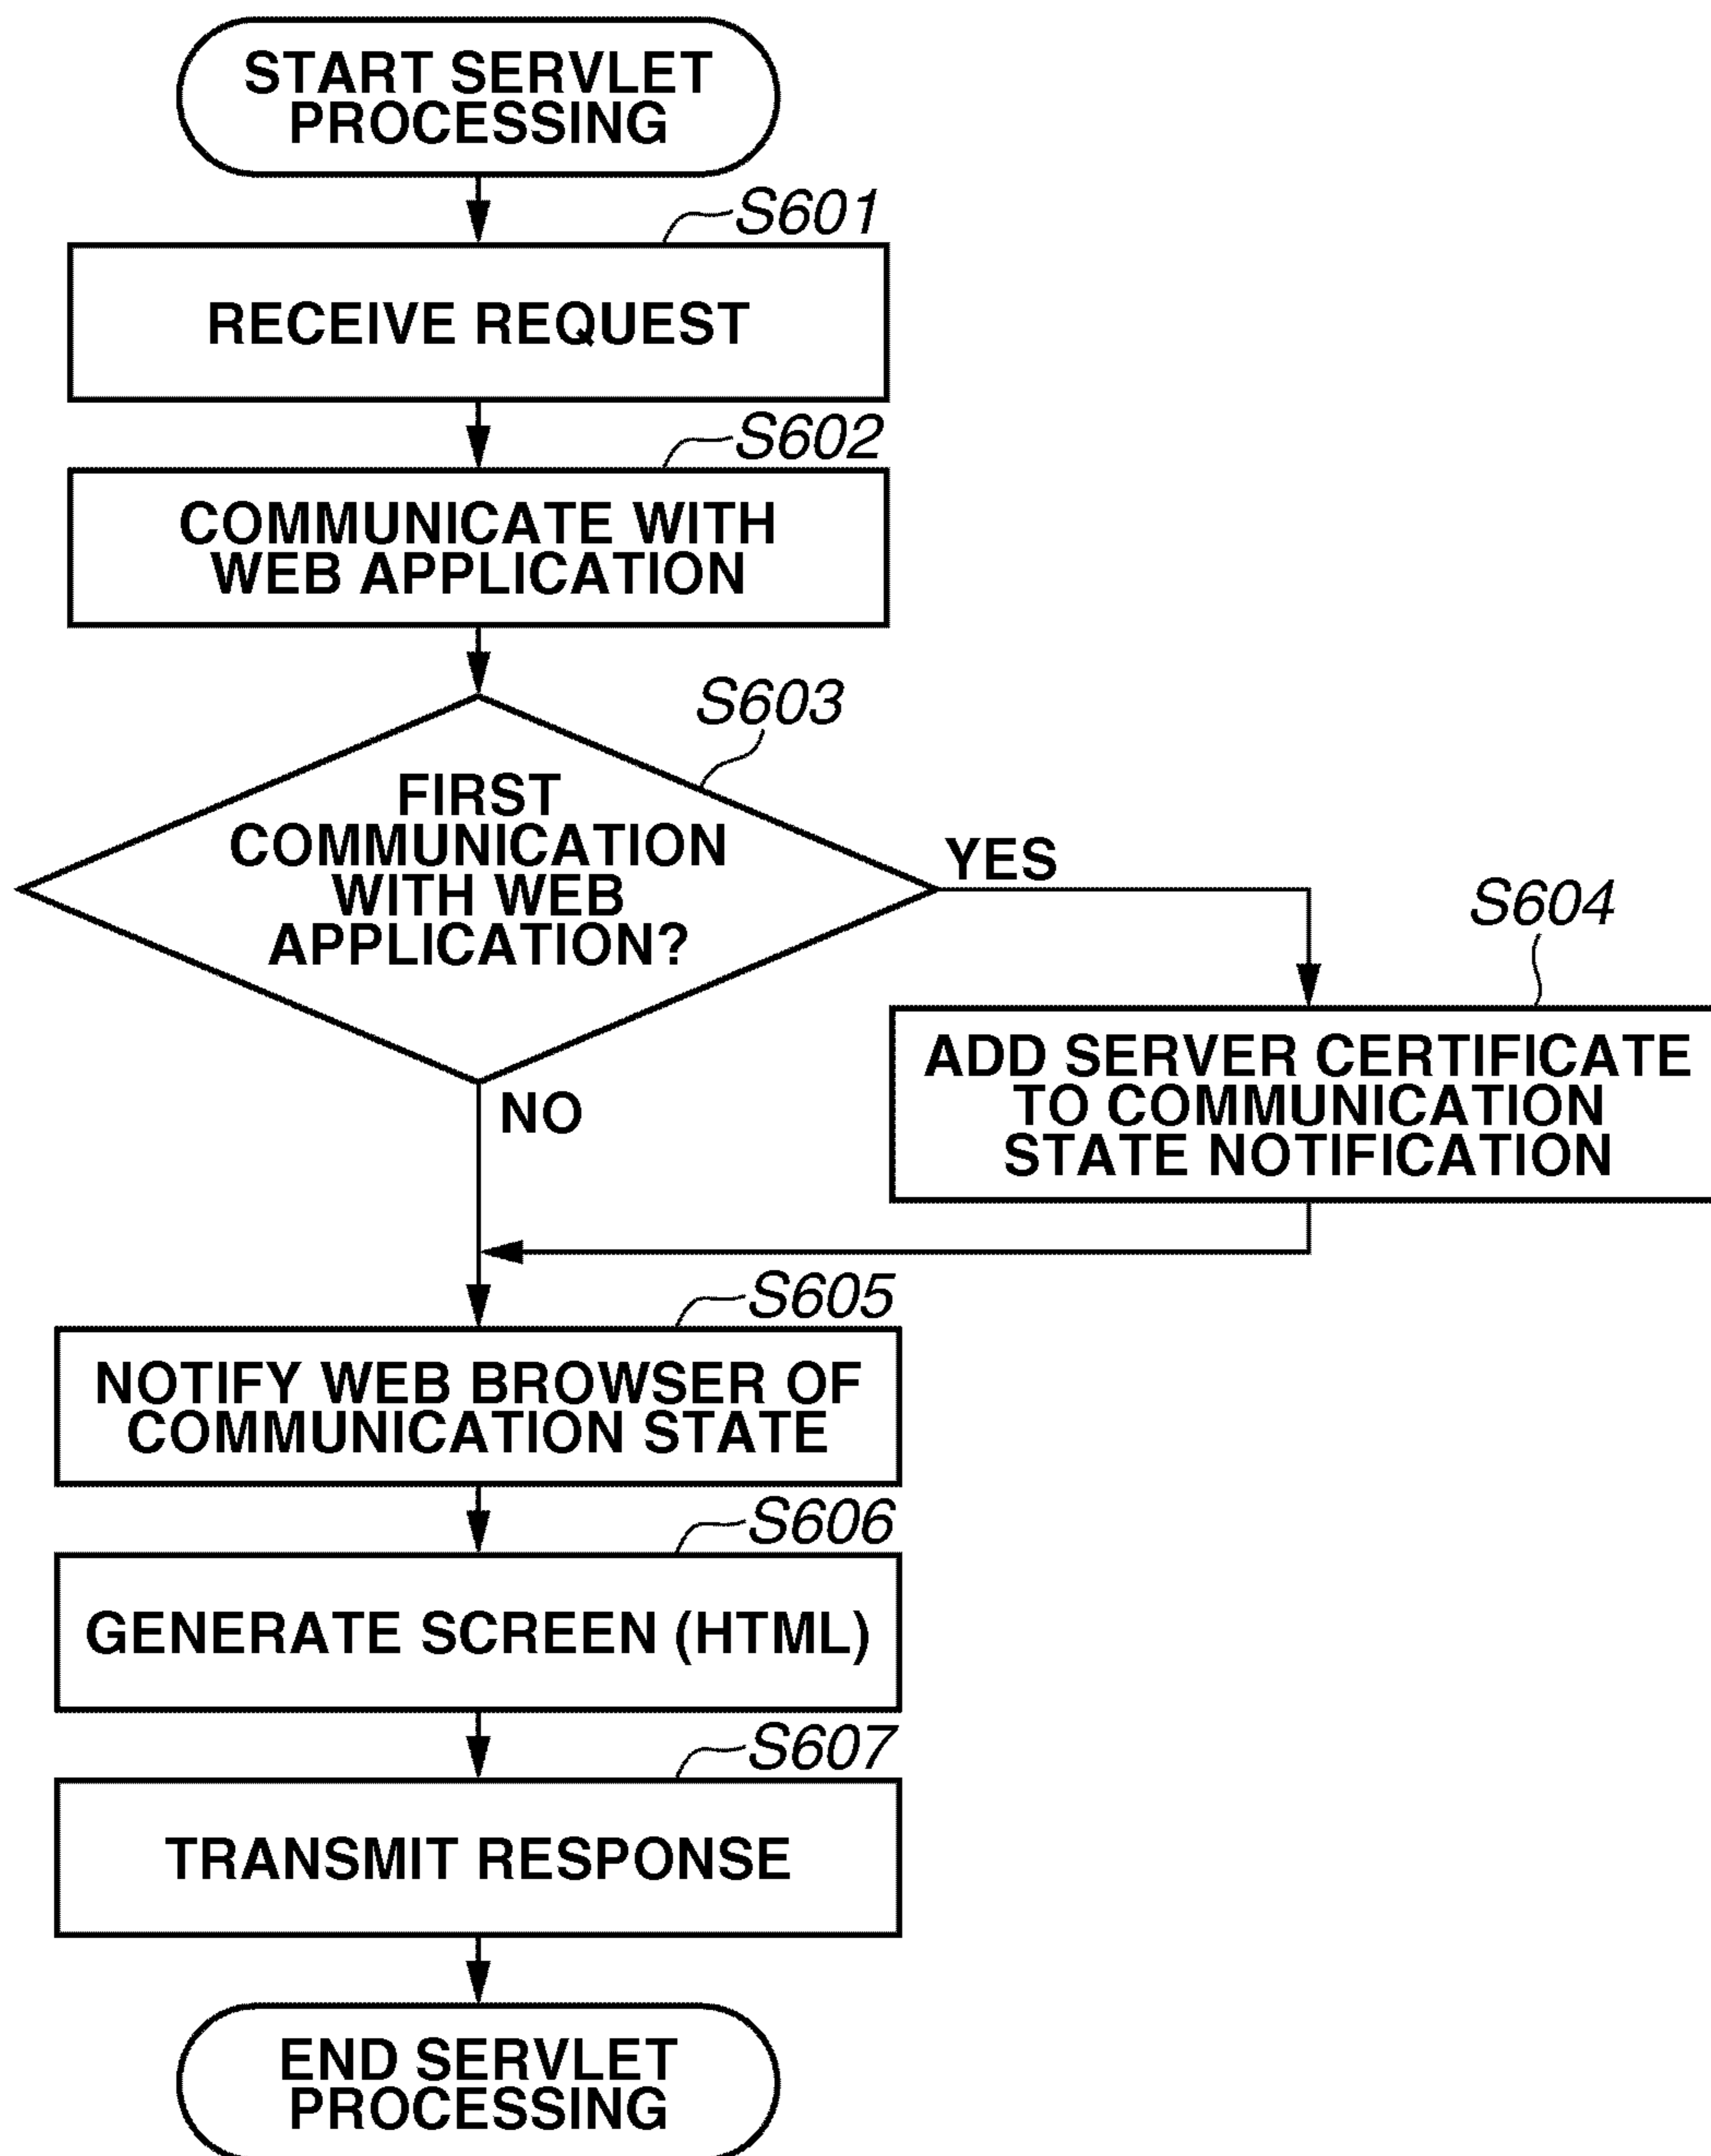 START SERVLET
PROCESSING
S601
RECEIVE REQUEST
S602
COMMUNICATE WITH
WEB APPLICATION
S603
FIRST
COMMUNICATION
WITH WEB
APPLICATION?
YES
S604
ADD SERVER CERTIFICATE
TO COMMUNICATION
STATE NOTIFICATION
NO
S605
NOTIFY WEB BROWSER OF
COMMUNICATION STATE
S606
GENERATE SCREEN (HTML)
S607
TRANSMIT RESPONSE
END SERVLET
PROCESSING